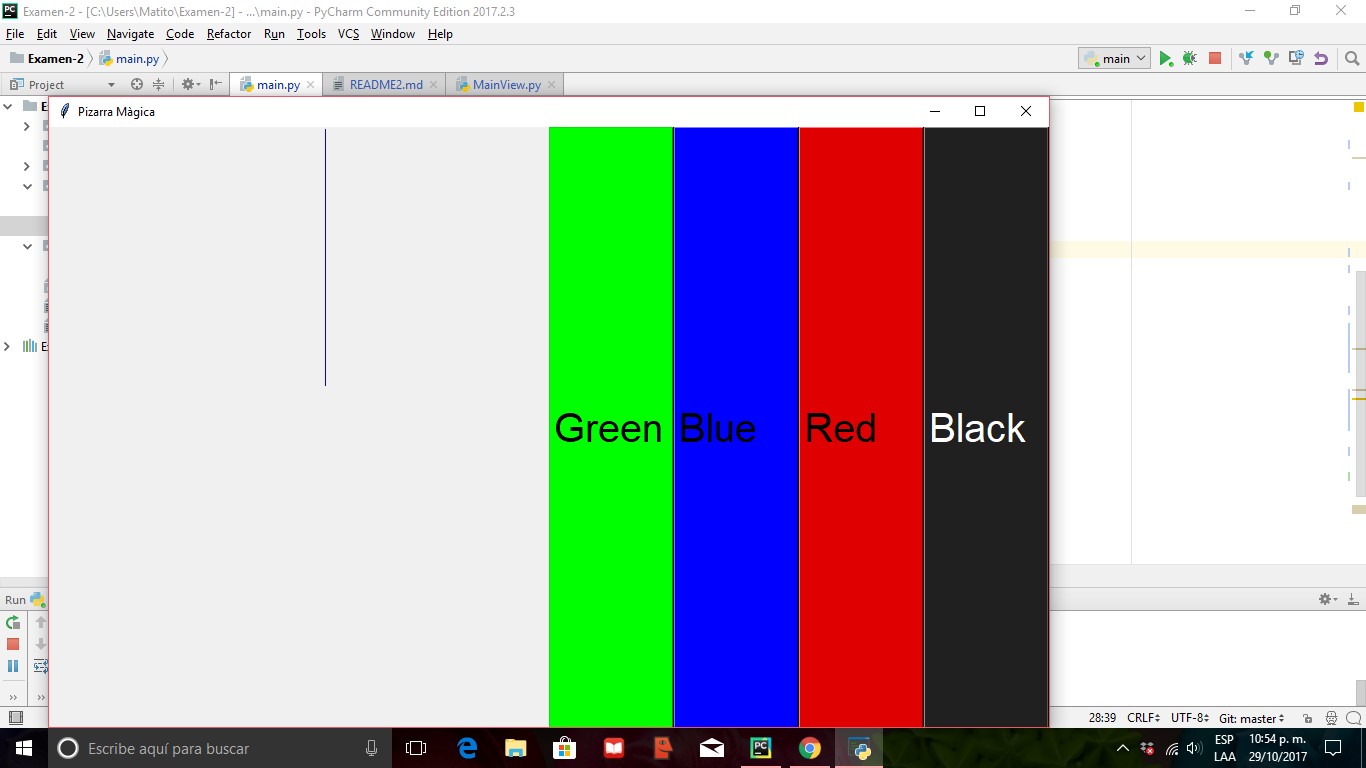 Examen-2 - [C:\Users\Matito\Examen-2] - ...\main.py - PyCharm Community Edition 2017.2.3
File Edit View Navigate Code Refactor Run Tools VCS Window Help
Examen-2 main.py main
Project main.py README2.md MainView.py
Pizarra Màgica
Green Blue Red Black
Run
28:39 CRLF UTF-8 Git: master
Escribe aquí para buscar
ESP 10:54 p. m.
LAA 29/10/2017